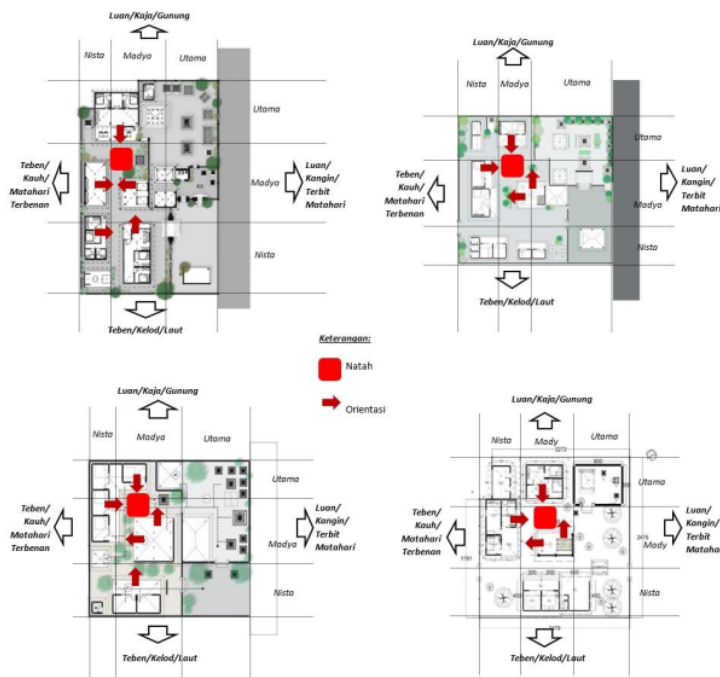 Luan/Kaja/Gunung
Nista
Madya
Utama
Utama
Madya
Nista
Teben/
Kauh/
Matahari
Terbenan
Luan/
Kangin/
Terbit
Matahari
Teben/Kelod/Laut
Luan/Kaja/Gunung
Nista
Madya
Utama
Utama
Madya
Nista
Teben/
Kauh/
Matahari
Terbenan
Luan/
Kangin/
Terbit
Matahari
Teben/Kelod/Laut
Keterangan:
Natah
Orientasi
Luan/Kaja/Gunung
Nista
Madya
Utama
Utama
Madya
Nista
Teben/
Kauh/
Matahari
Terbenan
Luan/
Kangin/
Terbit
Matahari
Teben/Kelod/Laut
Luan/Kaja/Gunung
Nista
Mady
Utama
2272
Utama
Mady
Nista
Teben/
Kauh/
Matahari
Terbenan
Luan/
Kangin/
Terbit
Matahari
Teben/Kelod/Laut